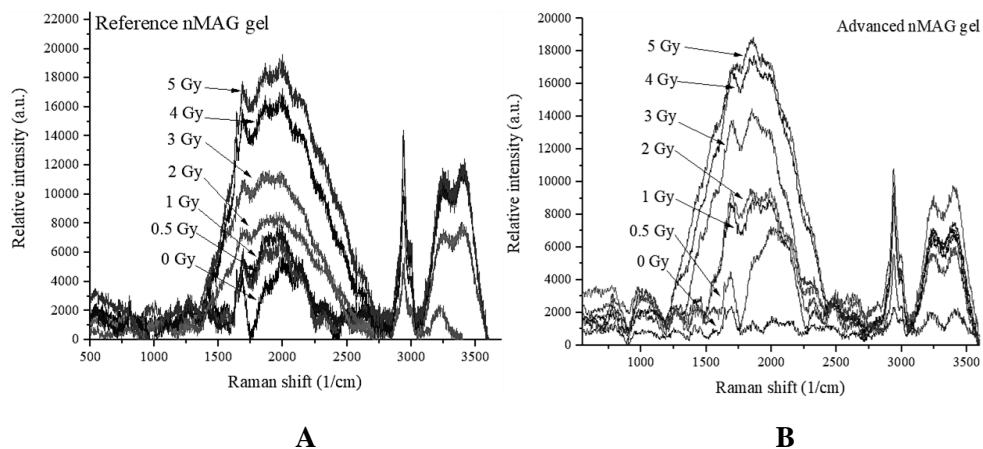 Reference nMAG gel
Relative intensity (a.u.)
22000
20000
18000
16000
14000
12000
10000
8000
6000
4000
2000
0
5 Gy
4 Gy
3 Gy
2 Gy
1 Gy
0.5 Gy
0 Gy
500 1000 1500 2000 2500 3000 3500
Raman shift (1/cm)
A
Advanced nMAG gel
Relative intensity (a.u.)
20000
18000
16000
14000
12000
10000
8000
6000
4000
2000
0
5 Gy
4 Gy
3 Gy
2 Gy
1 Gy
0.5 Gy
0 Gy
1000 1500 2000 2500 3000 3500
Raman shift (1/cm)
B